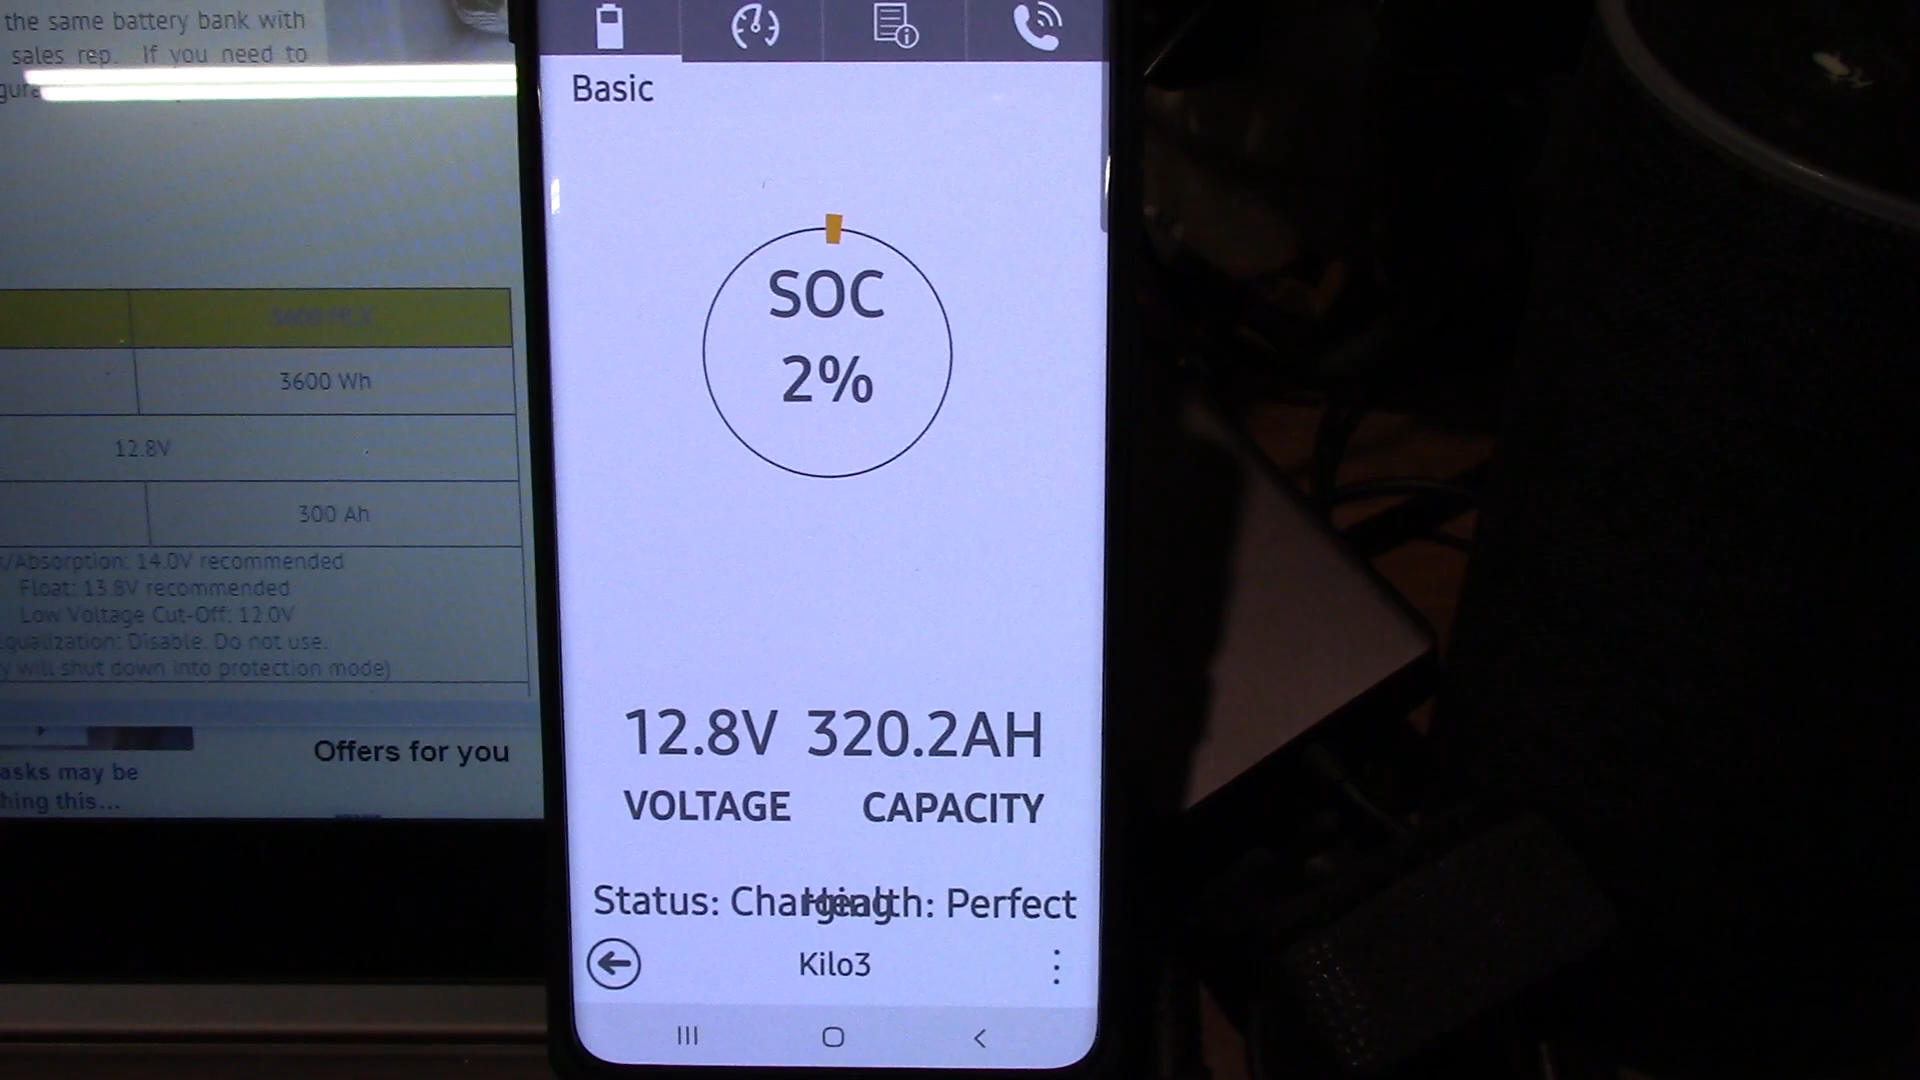 the same battery bank with
sales rep. If you need to
3600 HLX
3600 Wh
12.8V
300 Ah
/Absorption: 14.0V recommended
Float: 13.8V recommended
Low Voltage Cut-Off: 12.0V
qualization: Disable. Do not use.
y will shut down into protection mode)
Offers for you
asks may be
hing this...
Basic
SOC
2%
12.8V 320.2AH
VOLTAGE CAPACITY
Status: Charging Health: Perfect
Kilo3